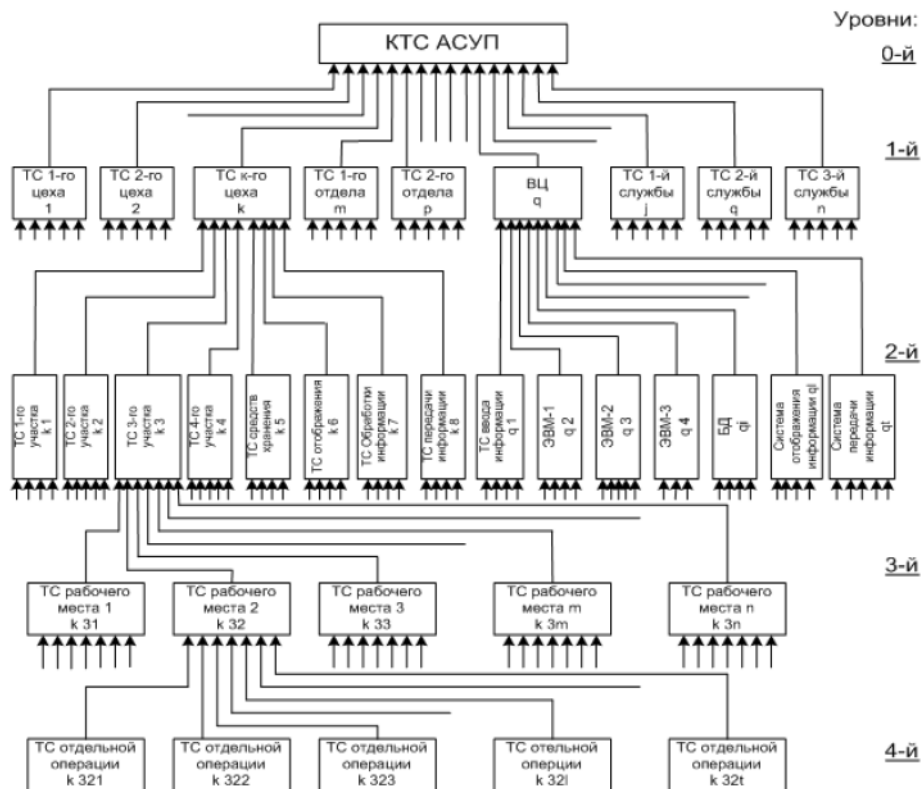 Уровни:
КТС АСУП
0-й
1-й
ТС 1-го
цеха
1
ТС 2-го
цеха
2
ТС к-го
цеха
k
ТС 1-го
отдела
m
ТС 2-го
отдела
p
ВЦ
q
ТС 1-й
службы
j
ТС 2-й
службы
q
ТС 3-й
службы
n
2-й
ТС 1-го
участка
k 1
ТС 2-го
участка
k 2
ТС 3-го
участка
k 3
ТС 4-го
участка
k 4
ТС средств
хранения
k 5
ТС отображения
k 6
ТС Обработки
информации
k 7
ТС передачи
информации
k 8
ТС ввода
информации
q 1
ЭВМ-1
q 2
ЭВМ-2
q 3
ЭВМ-3
q 4
БД
qi
Система
отображения
информации ql
Система
передачи
информации
qt
3-й
ТС рабочего
места 1
k 31
ТС рабочего
места 2
k 32
ТС рабочего
места 3
k 33
ТС рабочего
места m
k 3m
ТС рабочего
места n
k 3n
4-й
ТС отдельной
операции
k 321
ТС отдельной
операции
k 322
ТС отдельной
операции
k 323
ТС отельной
операции
k 32l
ТС отдельной
операции
k 32t